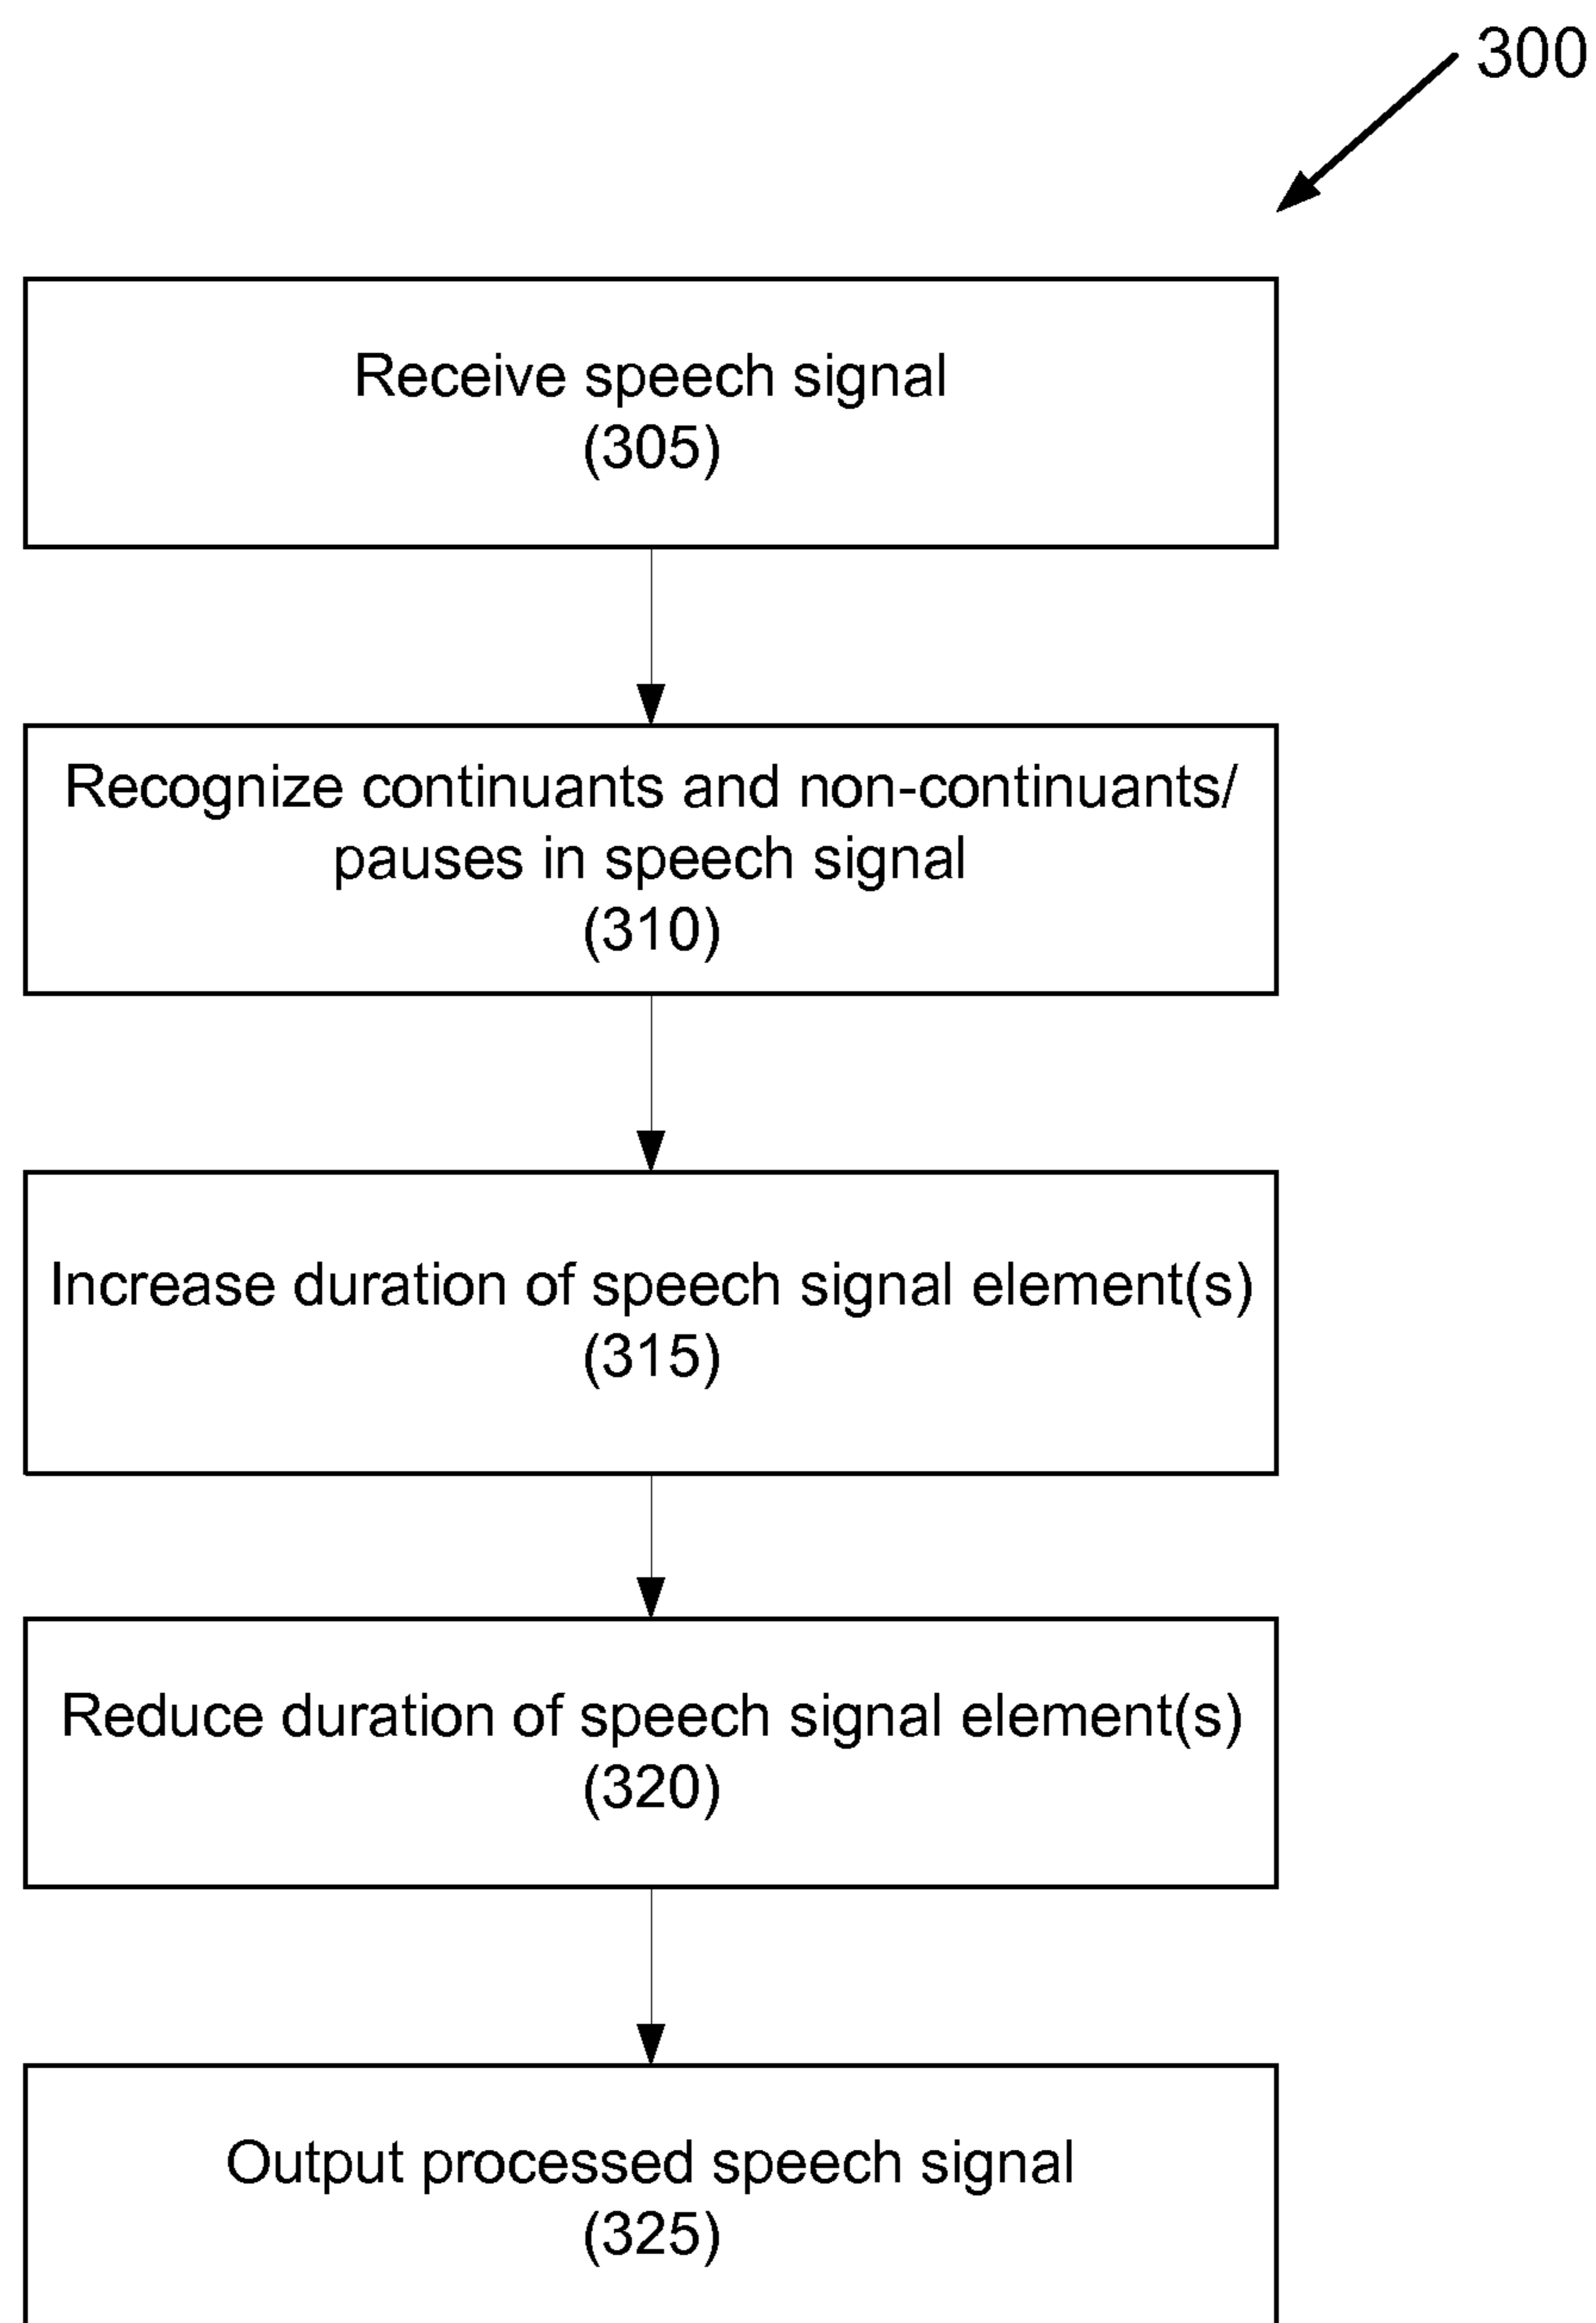 300
Receive speech signal
(305)
Recognize continuants and non-continuants/
pauses in speech signal
(310)
Increase duration of speech signal element(s)
(315)
Reduce duration of speech signal element(s)
(320)
Output processed speech signal
(325)